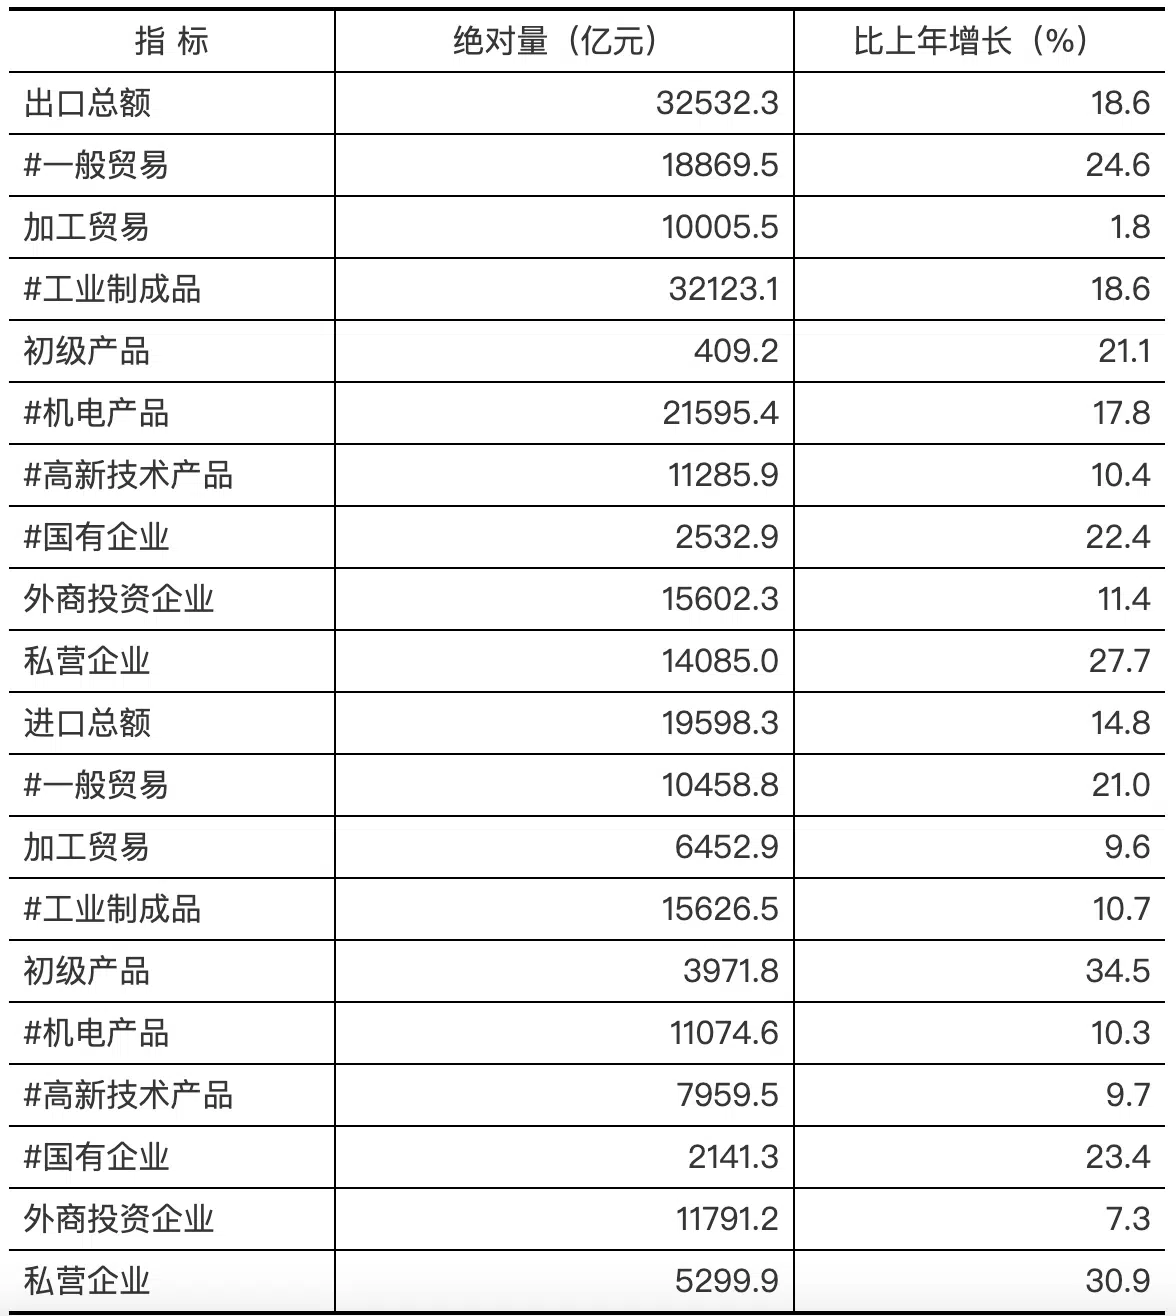 指 标 绝对量（亿元） 比上年增长（%）
出口总额 32532.3 18.6
#一般贸易 18869.5 24.6
加工贸易 10005.5 1.8
#工业制成品 32123.1 18.6
初级产品 409.2 21.1
#机电产品 21595.4 17.8
#高新技术产品 11285.9 10.4
#国有企业 2532.9 22.4
外商投资企业 15602.3 11.4
私营企业 14085.0 27.7
进口总额 19598.3 14.8
#一般贸易 10458.8 21.0
加工贸易 6452.9 9.6
#工业制成品 15626.5 10.7
初级产品 3971.8 34.5
#机电产品 11074.6 10.3
#高新技术产品 7959.5 9.7
#国有企业 2141.3 23.4
外商投资企业 11791.2 7.3
私营企业 5299.9 30.9